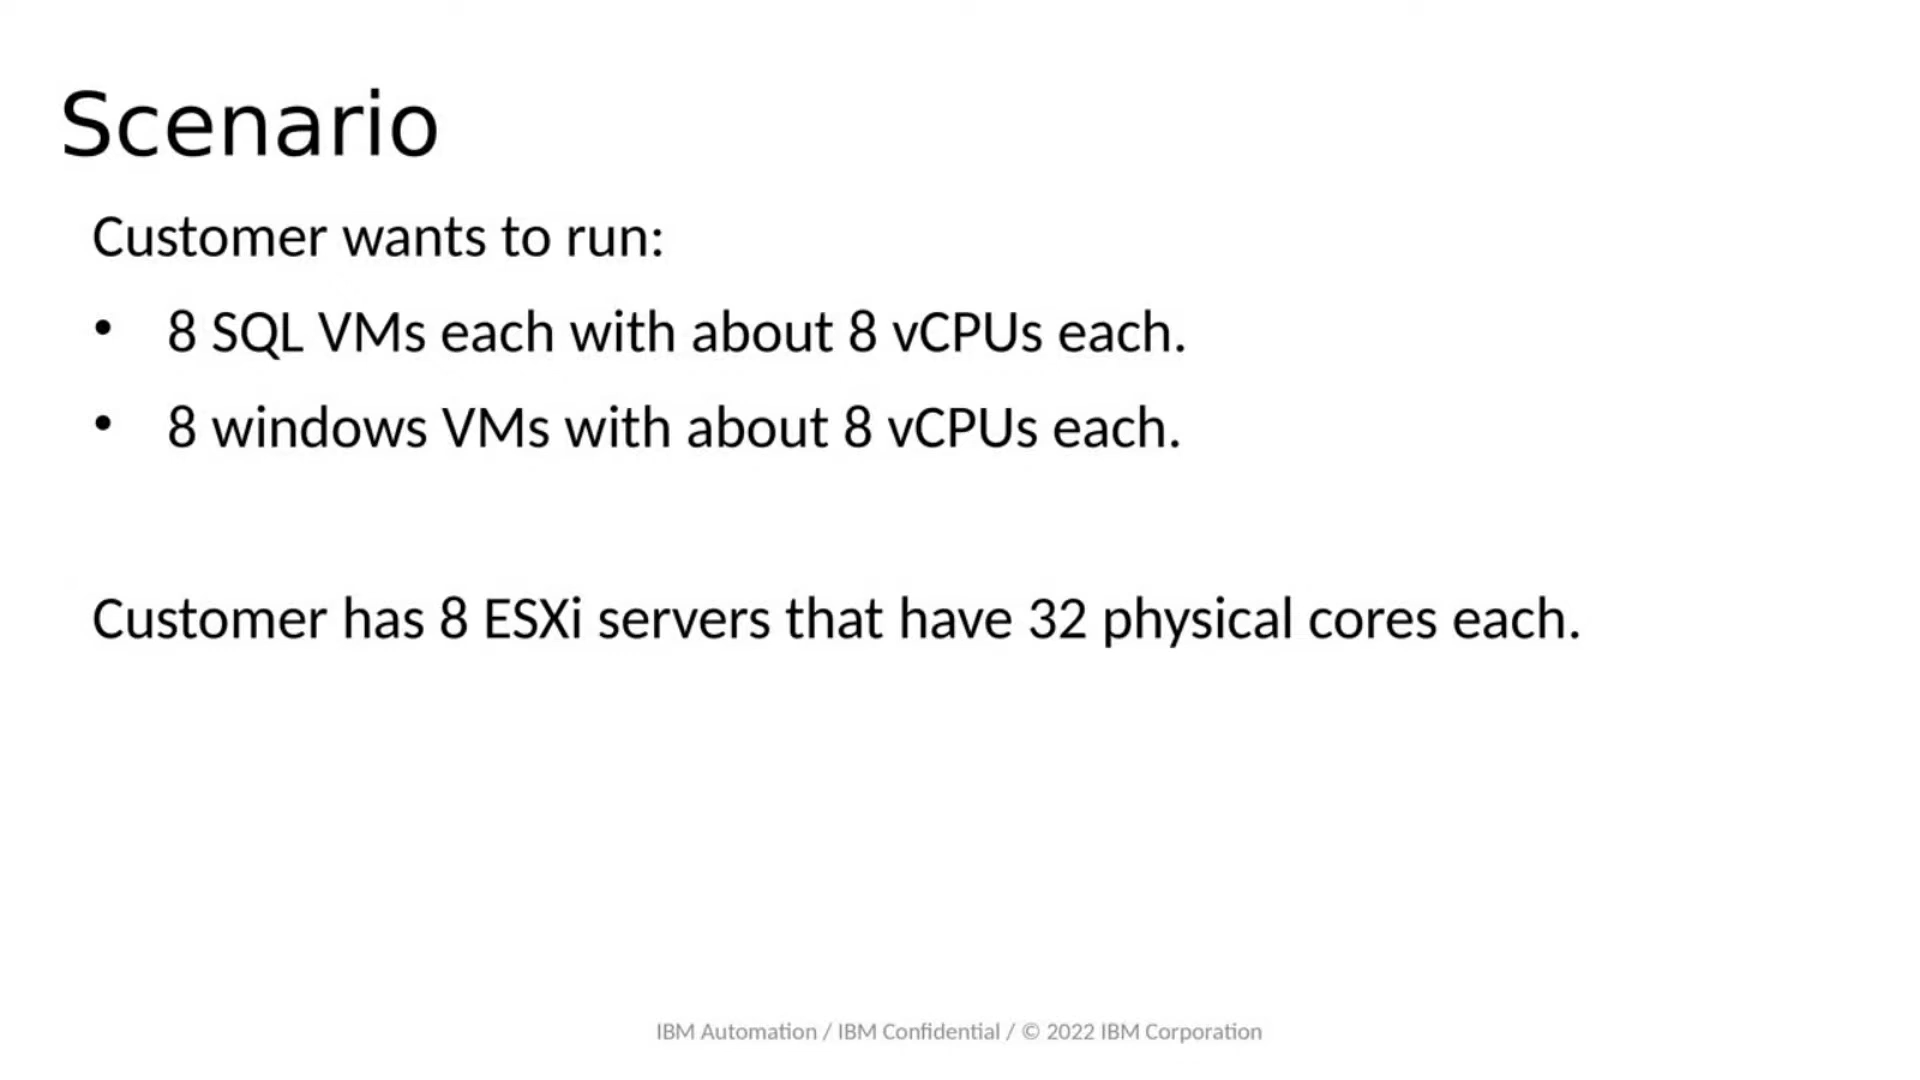 Scenario
Customer wants to run:
• 8 SQL VMs each with about 8 vCPUs each.
• 8 windows VMs with about 8 vCPUs each.
Customer has 8 ESXi servers that have 32 physical cores each.
IBM Automation / IBM Confidential / © 2022 IBM Corporation